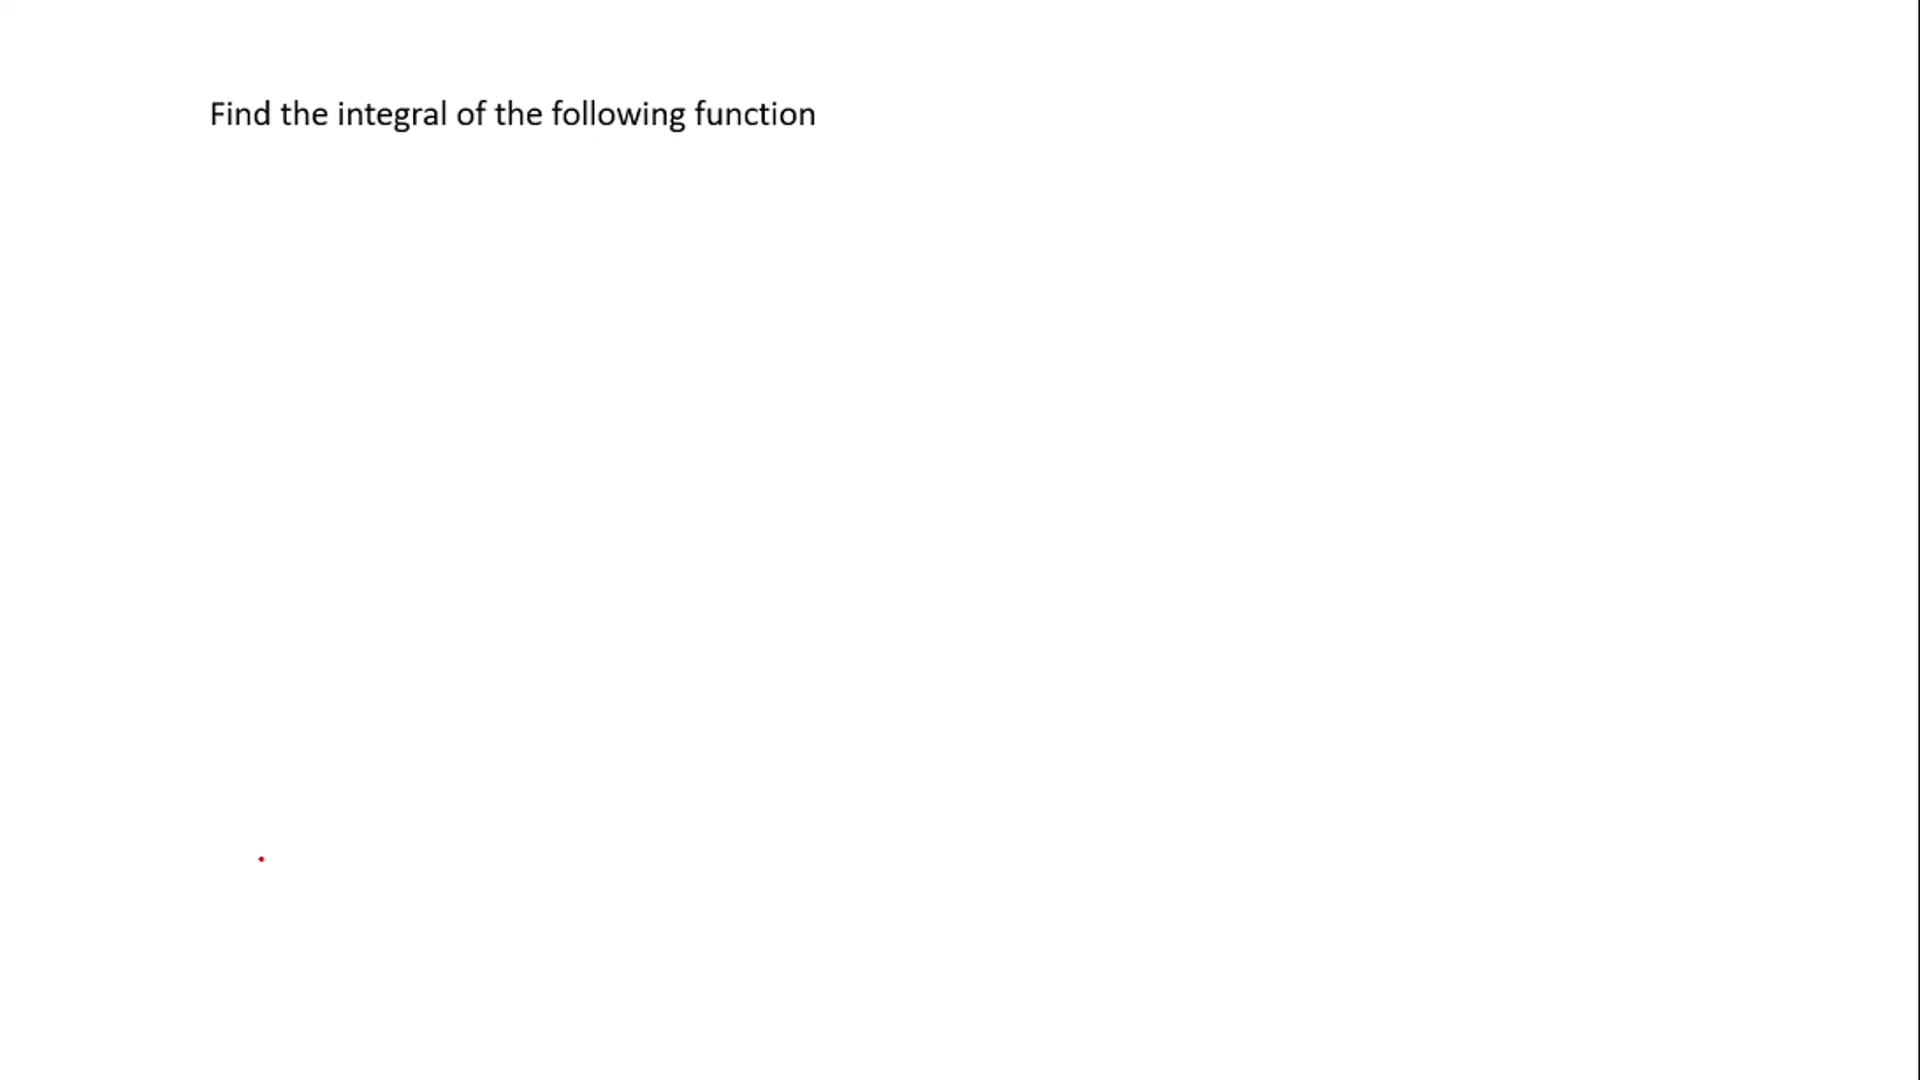 Find the integral of the following function